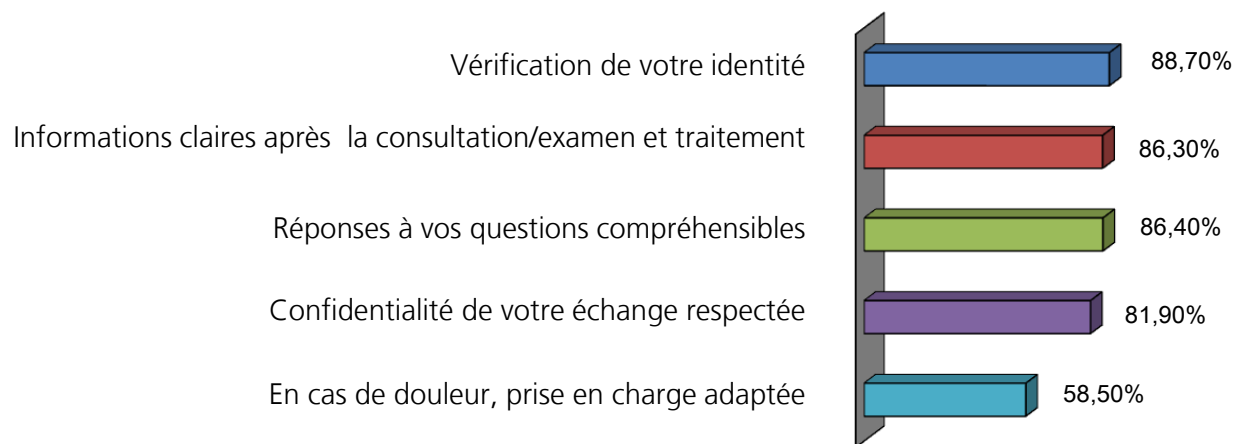 Vérification de votre identité 88,70%
Informations claires après la consultation/examen et traitement 86,30%
Réponses à vos questions compréhensibles 86,40%
Confidentialité de votre échange respectée 81,90%
En cas de douleur, prise en charge adaptée 58,50%